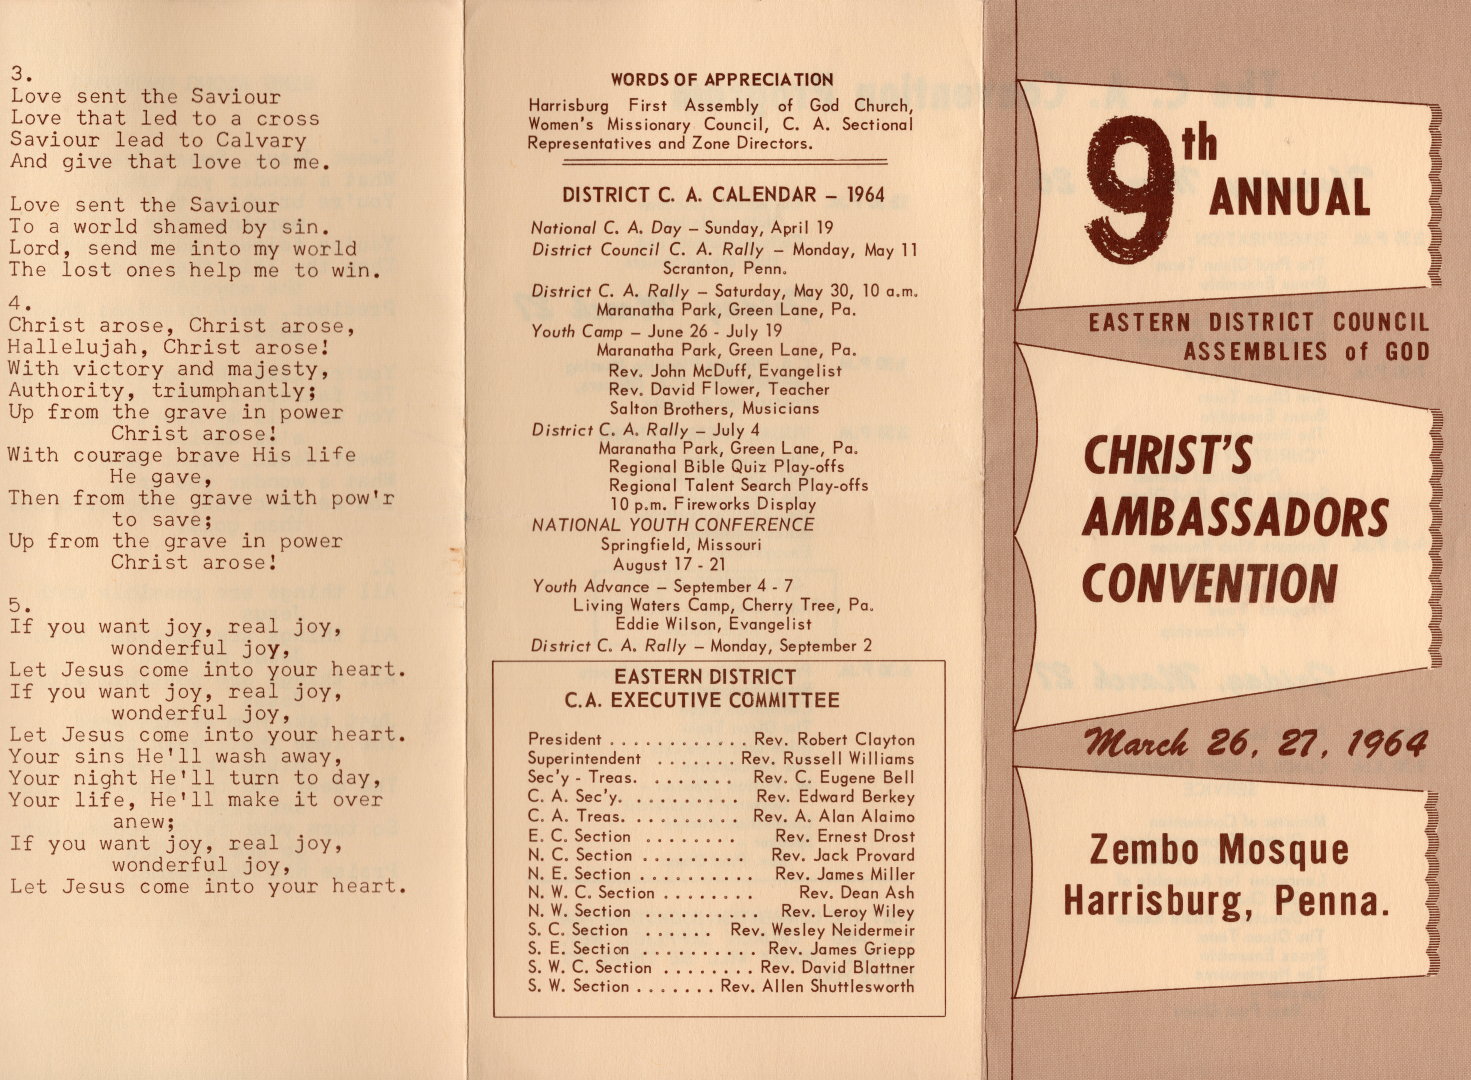 3.
Love sent the Saviour
Love that led to a cross
Saviour lead to Calvary
And give that love to me.
Love sent the Saviour
To a world shamed by sin.
Lord, send me into my world
The lost ones help me to win.
4.
Christ arose, Christ arose,
Hallelujah, Christ arose!
With victory and majesty,
Authority, triumphantly;
Up from the grave in power
Christ arose!
With courage brave His life
He gave,
Then from the grave with pow'r
to save;
Up from the grave in power
Christ arose!
5.
If you want joy, real joy,
wonderful joy,
Let Jesus come into your heart.
If you want joy, real joy,
wonderful joy,
Let Jesus come into your heart.
Your sins He'll wash away,
Your night He'll turn to day,
Your life, He'll make it over
anew;
If you want joy, real joy,
wonderful joy,
Let Jesus come into your heart.
WORDS OF APPRECIATION
Harrisburg First Assembly of God Church,
Women's Missionary Council, C. A. Sectional
Representatives and Zone Directors.
DISTRICT C. A. CALENDAR – 1964
National C. A. Day – Sunday, April 19
District Council C. A. Rally – Monday, May 11
Scranton, Penn.
District C. A. Rally – Saturday, May 30, 10 a.m.
Maranatha Park, Green Lane, Pa.
Youth Camp – June 26 - July 19
Maranatha Park, Green Lane, Pa.
Rev. John McDuff, Evangelist
Rev. David Flower, Teacher
Salton Brothers, Musicians
District C. A. Rally – July 4
Maranatha Park, Green Lane, Pa.
Regional Bible Quiz Play-offs
Regional Talent Search Play-offs
10 p.m. Fireworks Display
NATIONAL YOUTH CONFERENCE
Springfield, Missouri
August 17 - 21
Youth Advance – September 4 - 7
Living Waters Camp, Cherry Tree, Pa.
Eddie Wilson, Evangelist
District C. A. Rally – Monday, September 2
EASTERN DISTRICT
C.A. EXECUTIVE COMMITTEE
President . . . . . . . . . . . . Rev. Robert Clayton
Superintendent . . . . . . . Rev. Russell Williams
Sec'y - Treas. . . . . . . . Rev. C. Eugene Bell
C. A. Sec'y. . . . . . . . . . Rev. Edward Berkey
C. A. Treas. . . . . . . . . . Rev. A. Alan Alaimo
E. C. Section . . . . . . . . Rev. Ernest Drost
N. C. Section . . . . . . . . . Rev. Jack Provard
N. E. Section . . . . . . . . . . Rev. James Miller
N. W. C. Section . . . . . . . . Rev. Dean Ash
N. W. Section . . . . . . . . . . Rev. Leroy Wiley
S. C. Section . . . . . . Rev. Wesley Neidermeir
S. E. Section . . . . . . . . . . Rev. James Griepp
S. W. C. Section . . . . . . . . Rev. David Blattner
S. W. Section . . . . . . . Rev. Allen Shuttlesworth
9th
ANNUAL
EASTERN DISTRICT COUNCIL
ASSEMBLIES of GOD
CHRIST'S
AMBASSADORS
CONVENTION
March 26, 27, 1964
Zembo Mosque
Harrisburg, Penna.